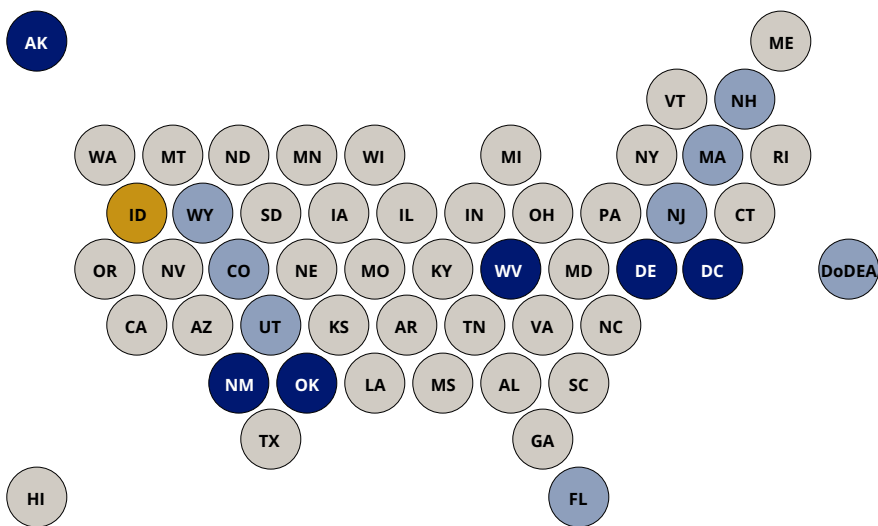 AK ME
VT NH
WA MT ND MN WI MI NY MA RI
ID WY SD IA IL IN OH PA NJ CT
OR NV CO NE MO KY WV MD DE DC DoDEA
CA AZ UT KS AR TN VA NC
NM OK LA MS AL SC
TX GA
HI FL